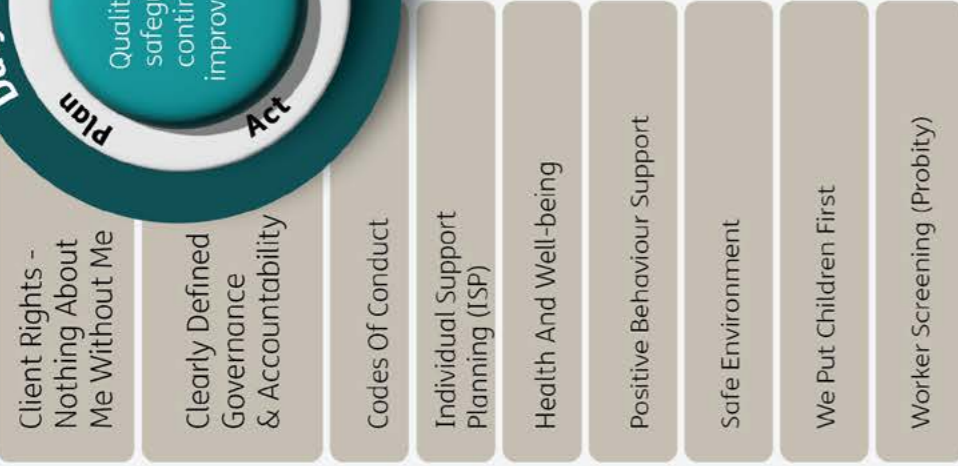 Plan
Act
Client Rights -
Nothing About
Me Without Me
Clearly Defined
Governance
& Accountability
Codes Of Conduct
Individual Support
Planning (ISP)
Health And Well-being
Positive Behaviour Support
Safe Environment
We Put Children First
Worker Screening (Probity)